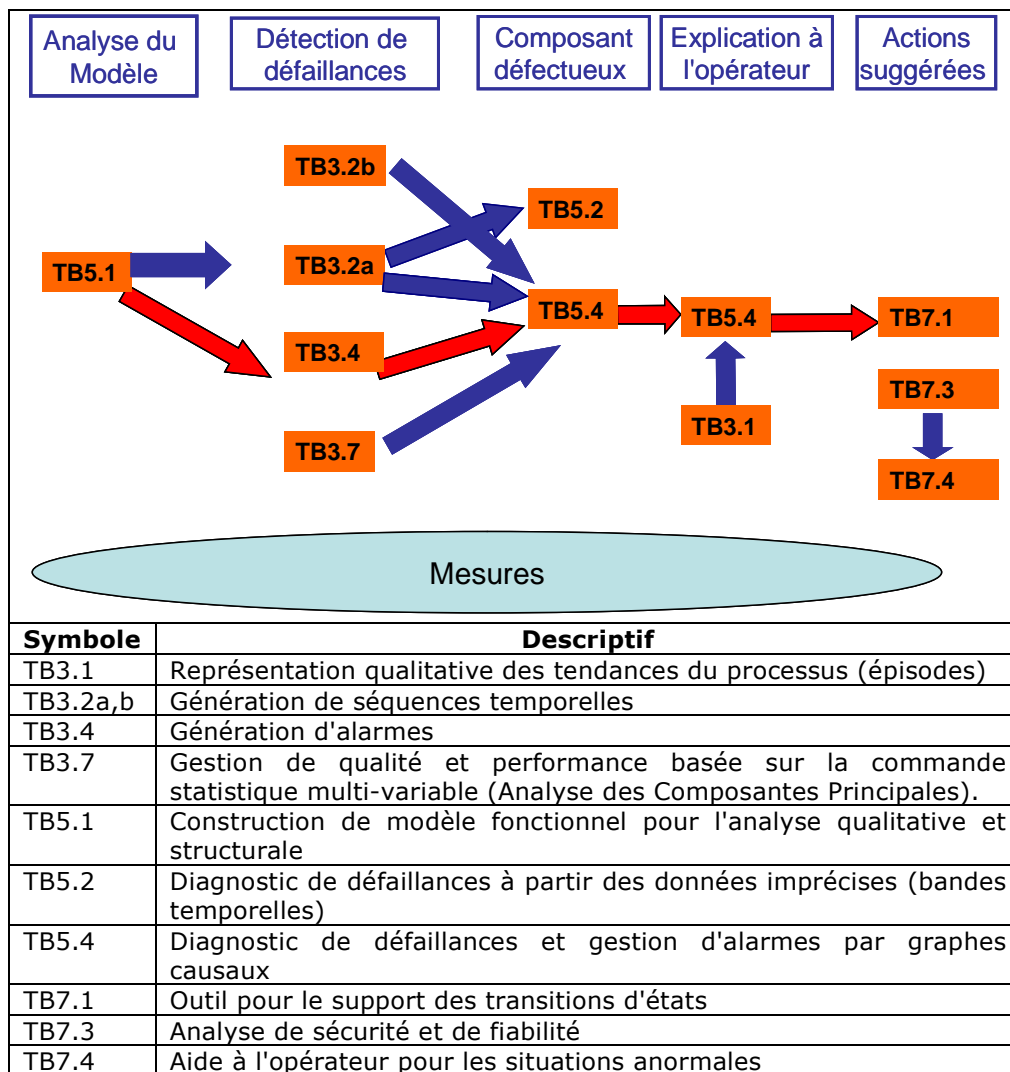 Analyse du
Modèle
Détection de
défaillances
Composant
défectueux
Explication à
l'opérateur
Actions
suggérées
TB3.2b
TB5.2
TB5.1
TB3.2a
TB5.4
TB5.4
TB7.1
TB3.4
TB7.3
TB3.1
TB3.7
TB7.4
Mesures
Symbole Descriptif
TB3.1 Représentation qualitative des tendances du processus (épisodes)
TB3.2a,b Génération de séquences temporelles
TB3.4 Génération d'alarmes
TB3.7 Gestion de qualité et performance basée sur la commande
statistique multi-variable (Analyse des Composantes Principales).
TB5.1 Construction de modèle fonctionnel pour l'analyse qualitative et
structurale
TB5.2 Diagnostic de défaillances à partir des données imprécises (bandes
temporelles)
TB5.4 Diagnostic de défaillances et gestion d'alarmes par graphes
causaux
TB7.1 Outil pour le support des transitions d'états
TB7.3 Analyse de sécurité et de fiabilité
TB7.4 Aide à l'opérateur pour les situations anormales